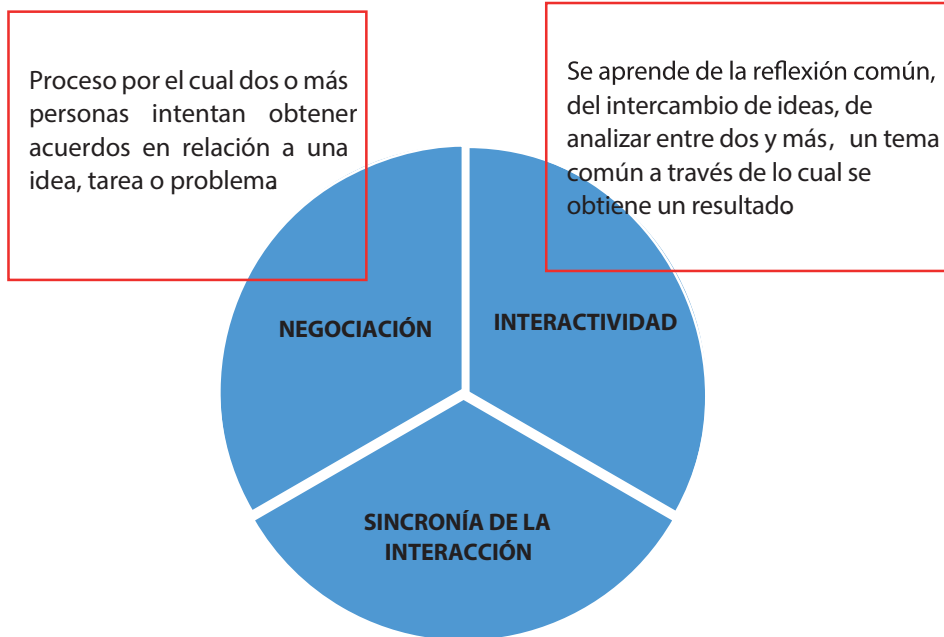 Proceso por el cual dos o más
personas intentan obtener
acuerdos en relación a una
idea, tarea o problema
Se aprende de la reflexión común,
del intercambio de ideas, de
analizar entre dos y más, un tema
común a través de lo cual se
obtiene un resultado.
NEGOCIACIÓN
INTERACTIVIDAD
SINCRONÍA DE LA
INTERACCIÓN